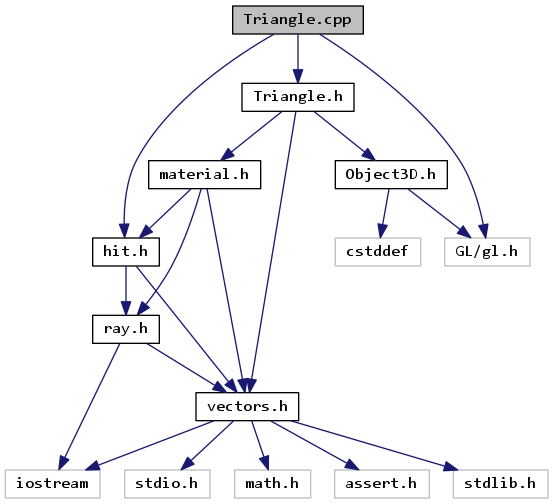 Triangle.cpp
Triangle.h
material.h
Object3D.h
hit.h
cstddef
GL/gl.h
ray.h
vectors.h
iostream
stdio.h
math.h
assert.h
stdlib.h